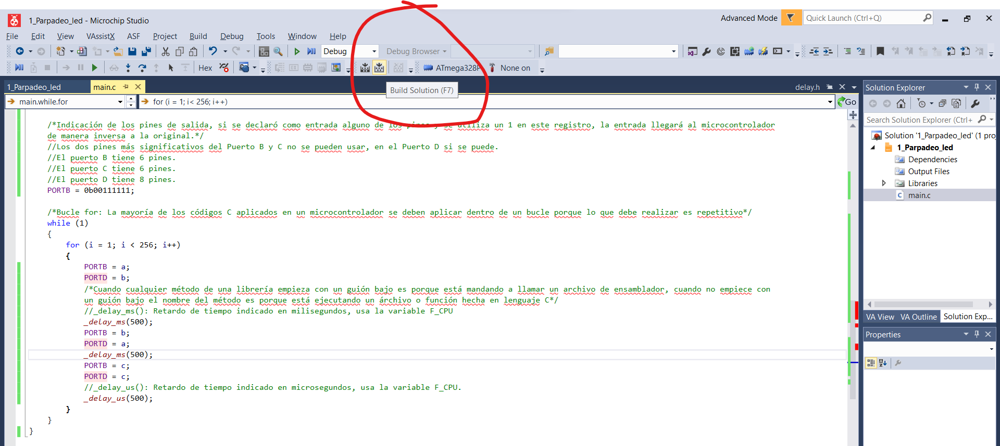 1_Parpadeo_led - Microchip Studio
Advanced Mode
Quick Launch (Ctrl+Q)
File Edit View VAssistX ASF Project Build Debug Tools Window Help
Debug Debug Browser
Hex ATmega328P None on
Build Solution (F7)
1_Parpadeo_led main.c delay.h
main.while.for for (i = 1; i< 256; i++) Go
/*Indicación de los pines de salida, si se declaró como entrada alguno de los pines y se utiliza un 1 en este registro, la entrada llegará al microcontrolador
de manera inversa a la original.*/
//Los dos pines más significativos del Puerto B y C no se pueden usar, en el Puerto D si se puede.
//El puerto B tiene 6 pines.
//El puerto C tiene 6 pines.
//El puerto D tiene 8 pines.
PORTB = 0b00111111;
/*Bucle for: La mayoría de los códigos C aplicados en un microcontrolador se deben aplicar dentro de un bucle porque lo que debe realizar es repetitivo*/
while (1)
{
for (i = 1; i < 256; i++)
{
PORTB = a;
PORTD = b;
/*Cuando cualquier método de una librería empieza con un guión bajo es porque está mandando a llamar un archivo de ensamblador, cuando no empiece con
un guión bajo el nombre del método es porque está ejecutando un árchivo o función hecha en lenguaje C*/
//_delay_ms(): Retardo de tiempo indicado en milisegundos, usa la variable F_CPU
_delay_ms(500);
PORTB = b;
PORTD = a;
_delay_ms(500);
PORTB = c;
PORTD = c;
//_delay_us(): Retardo de tiempo indicado en microsegundos, usa la variable F_CPU.
_delay_us(500);
}
}
}
Solution Explorer
Search Solution Explorer (Ctrl+
Solution '1_Parpadeo_led' (1 proj
1_Parpadeo_led
Dependencies
Output Files
Libraries
main.c
VA View VA Outline Solution Exp...
Properties